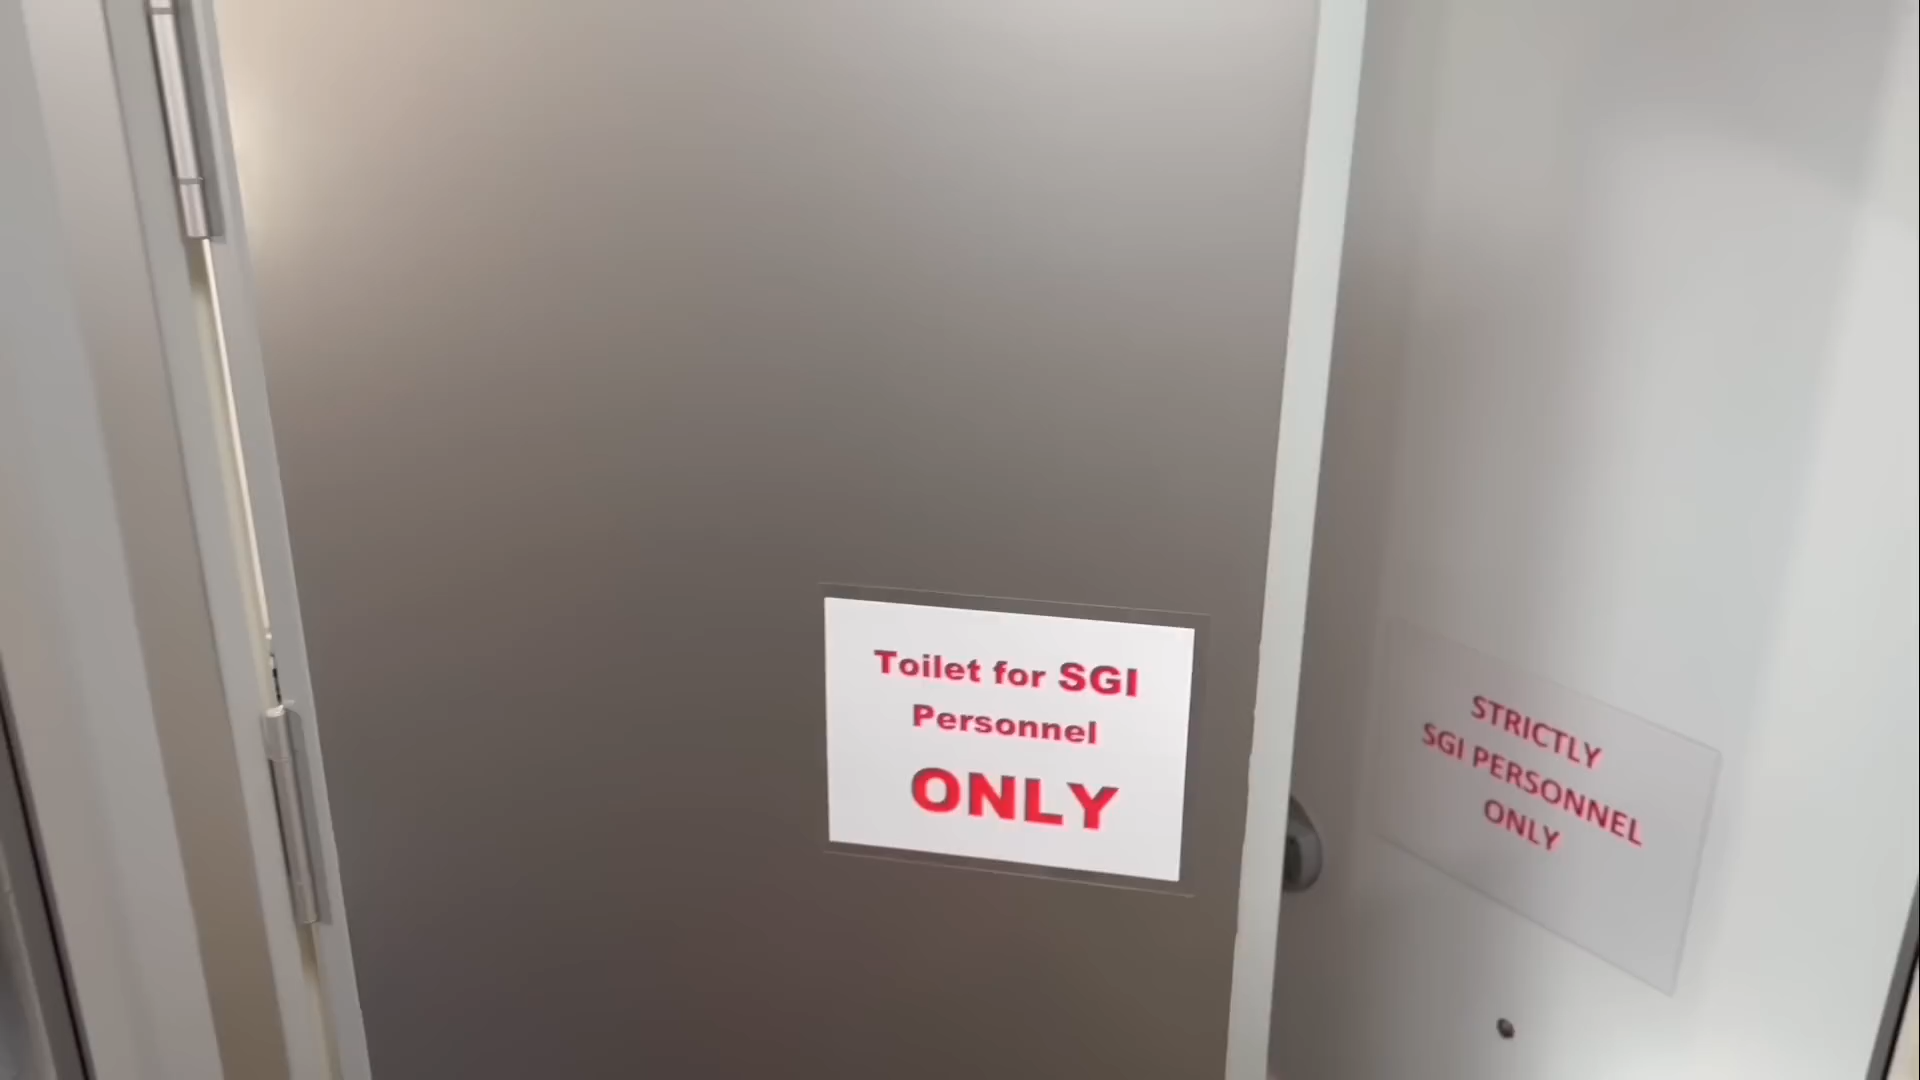 Toilet for SGI
Personnel
ONLY
STRICTLY
SGI PERSONNEL
ONLY